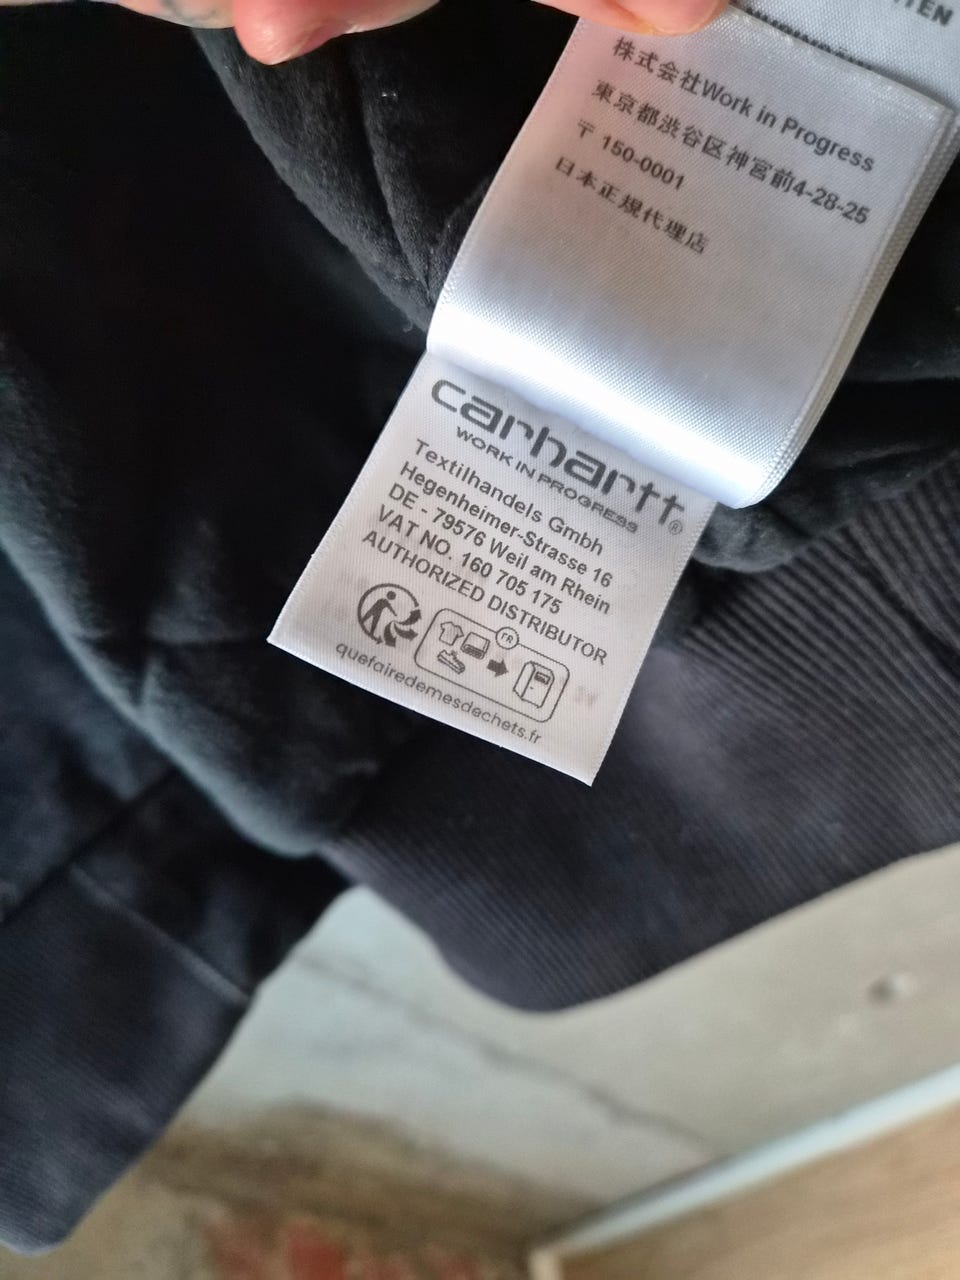 株式会社Work in Progress
東京都渋谷区神宮前4-28-25
〒 150-0001
日本正規代理店
carhartt®
WORK IN PROGRESS
Textilhandels Gmbh
Hegenheimer-Strasse 16
DE - 79576 Weil am Rhein
VAT NO. 160 705 175
AUTHORIZED DISTRIBUTOR
FR
quefairedemesdechets.fr